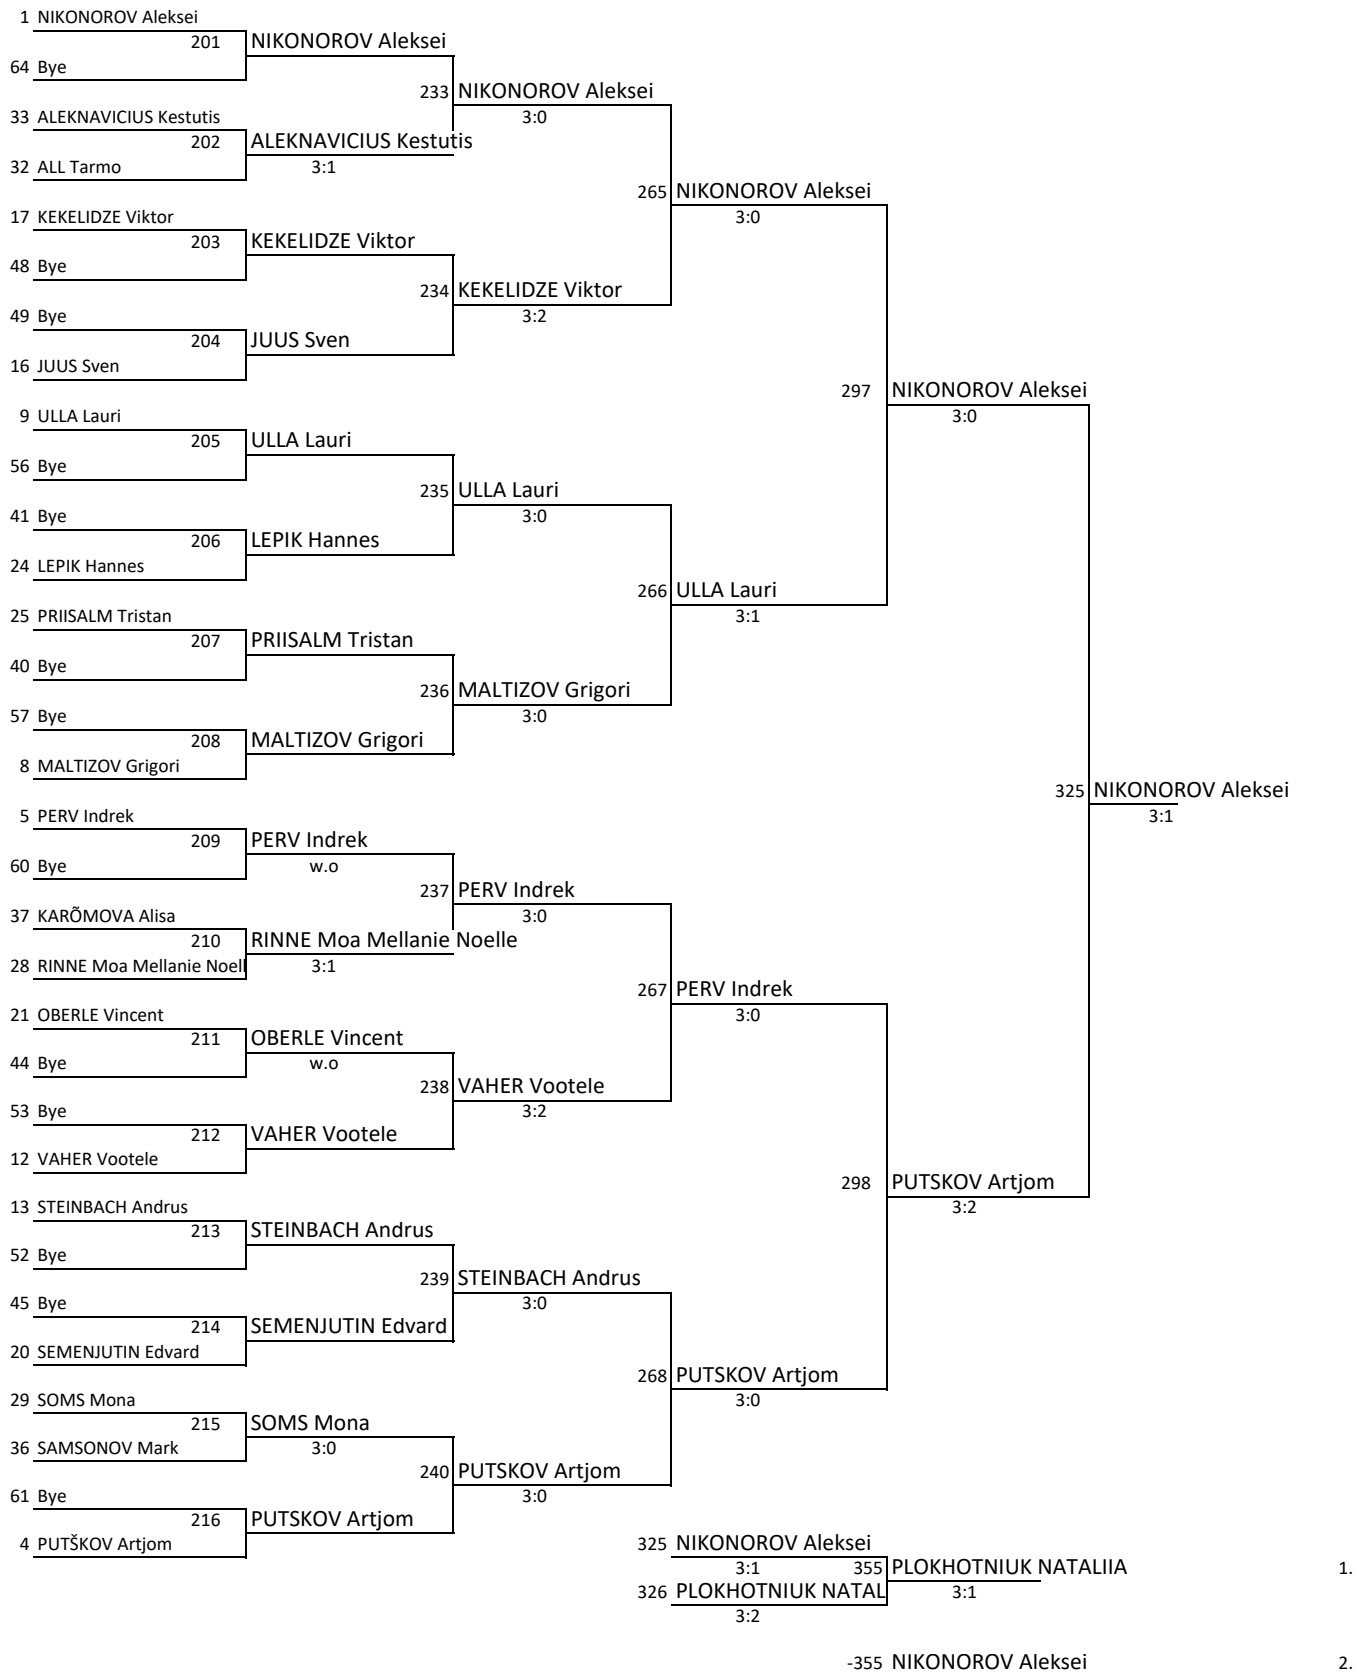 1 NIKONOROV Aleksei
201 NIKONOROV Aleksei
64 Bye
233 NIKONOROV Aleksei
33 ALEKNAVICIUS Kestutis
3:0
202 ALEKNAVICIUS Kestutis
32 ALL Tarmo
3:1
265 NIKONOROV Aleksei
17 KEKELIDZE Viktor
3:0
203 KEKELIDZE Viktor
48 Bye
234 KEKELIDZE Viktor
49 Bye
3:2
204 JUUS Sven
16 JUUS Sven
297 NIKONOROV Aleksei
9 ULLA Lauri
3:0
205 ULLA Lauri
56 Bye
235 ULLA Lauri
41 Bye
3:0
206 LEPIK Hannes
24 LEPIK Hannes
266 ULLA Lauri
25 PRIISALM Tristan
3:1
207 PRIISALM Tristan
40 Bye
236 MALTIZOV Grigori
57 Bye
3:0
208 MALTIZOV Grigori
8 MALTIZOV Grigori
325 NIKONOROV Aleksei
5 PERV Indrek
3:1
209 PERV Indrek
60 Bye
w.o
237 PERV Indrek
37 KARÕMOVA Alisa
3:0
210 RINNE Moa Mellanie Noelle
28 RINNE Moa Mellanie Noell
3:1
267 PERV Indrek
21 OBERLE Vincent
3:0
211 OBERLE Vincent
44 Bye
w.o
238 VAHER Vootele
53 Bye
3:2
212 VAHER Vootele
12 VAHER Vootele
298 PUTSKOV Artjom
13 STEINBACH Andrus
3:2
213 STEINBACH Andrus
52 Bye
239 STEINBACH Andrus
45 Bye
3:0
214 SEMENJUTIN Edvard
20 SEMENJUTIN Edvard
268 PUTSKOV Artjom
29 SOMS Mona
3:0
215 SOMS Mona
36 SAMSONOV Mark
3:0
240 PUTSKOV Artjom
61 Bye
3:0
216 PUTSKOV Artjom
4 PUTŠKOV Artjom
325 NIKONOROV Aleksei
3:1
355 PLOKHOTNIUK NATALIIA 1.
326 PLOKHOTNIUK NATAL
3:1
3:2
-355 NIKONOROV Aleksei 2.